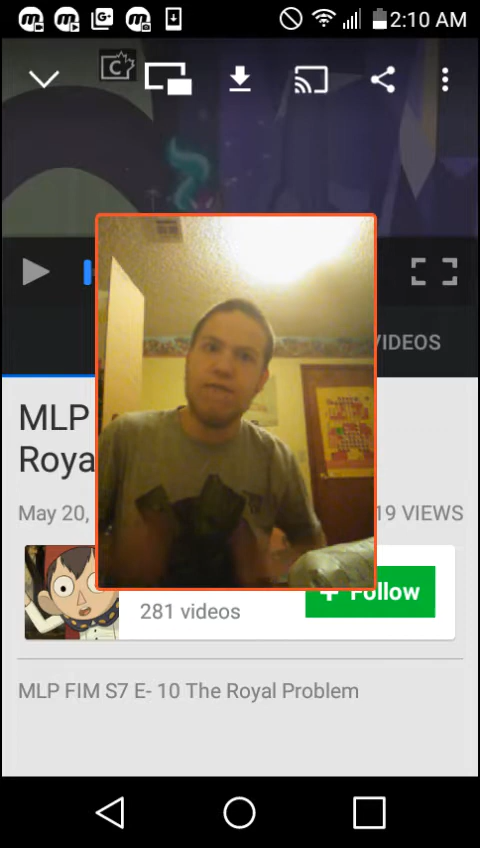 2:10 AM
VIDEOS
MLP
Roya
May 20,
19 VIEWS
281 videos
+ Follow
MLP FIM S7 E- 10 The Royal Problem